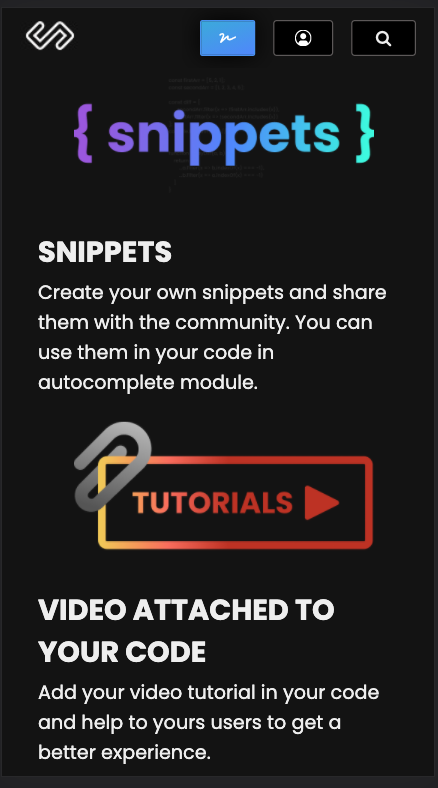 { snippets }
SNIPPETS
Create your own snippets and share
them with the community. You can
use them in your code in
autocomplete module.
TUTORIALS
VIDEO ATTACHED TO
YOUR CODE
Add your video tutorial in your code
and help to yours users to get a
better experience.